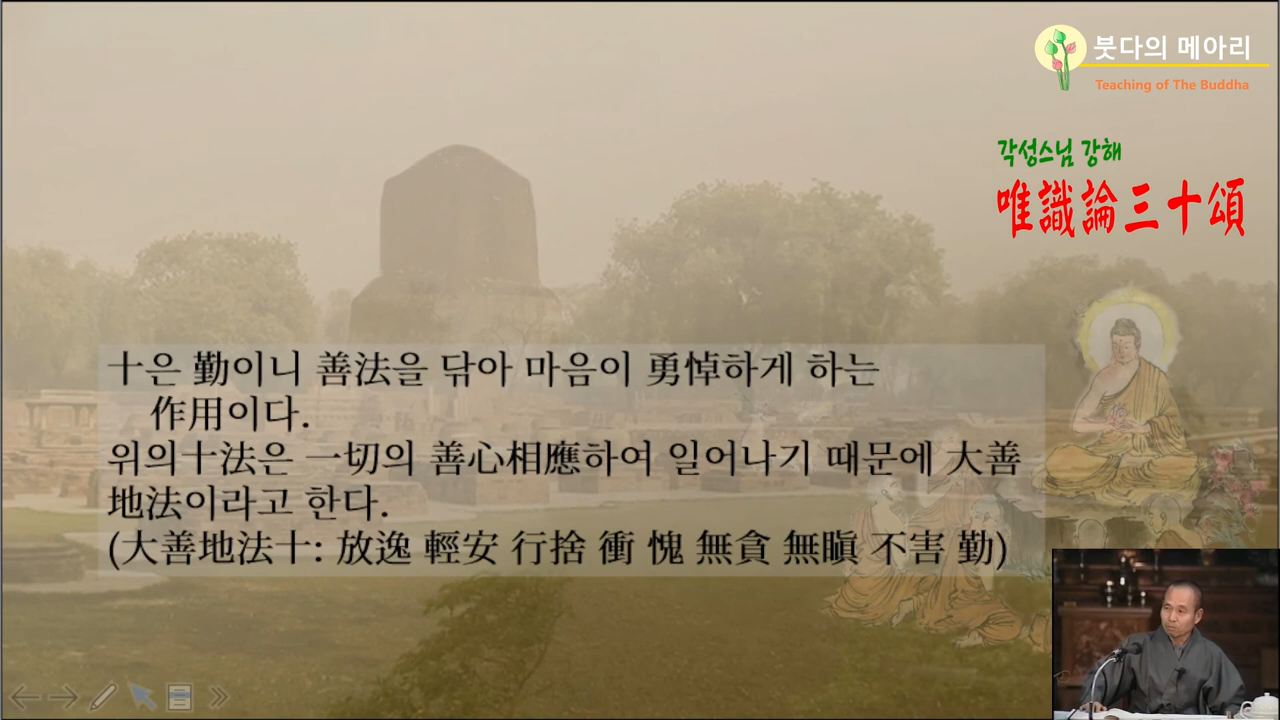 붓다의 메아리
Teaching of The Buddha
각성스님 강해
唯識論三十頌
十은 勤이니 善法을 닦아 마음이 勇悼하게 하는
作用이다.
위의十法은 一切의 善心相應하여 일어나기 때문에 大善
地法이라고 한다.
(大善地法十: 放逸 輕安 行捨 衝 愧 無貪 無瞋 不害 勤)